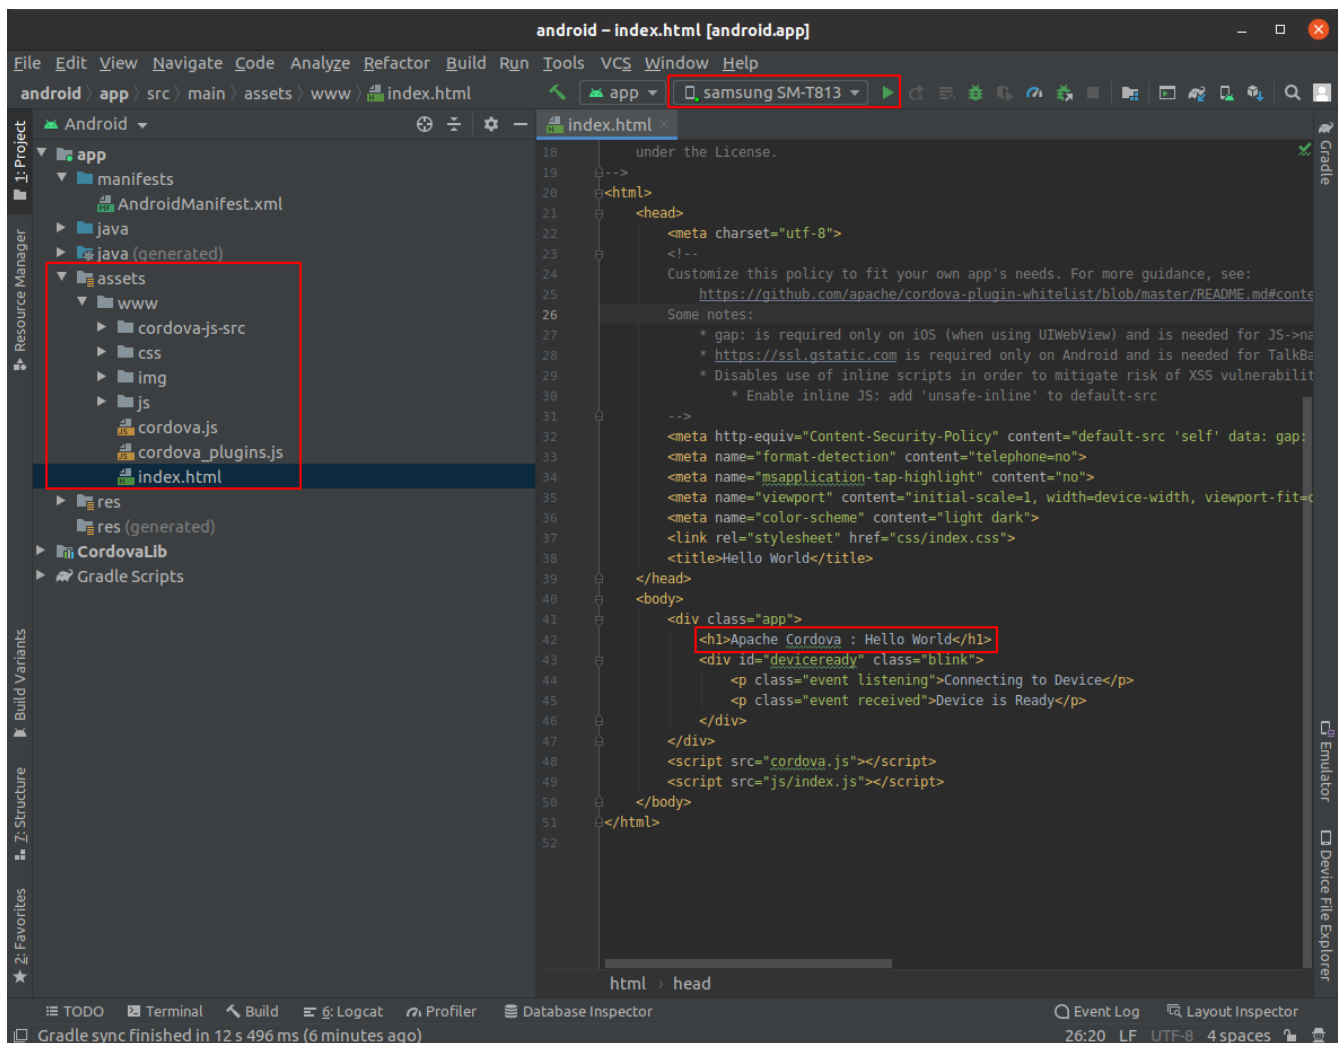 android – index.html [android.app]
File Edit View Navigate Code Analyze Refactor Build Run Tools VCS Window Help
android app src main assets www index.html
app
samsung SM-T813
Android
index.html
1: Project
Resource Manager
Build Variants
7: Structure
2: Favorites
app
manifests
AndroidManifest.xml
java
java (generated)
assets
www
cordova-js-src
css
img
js
cordova.js
cordova_plugins.js
index.html
res
res (generated)
CordovaLib
Gradle Scripts
18 under the License.
19 -->
20 <html>
21 <head>
22 <meta charset="utf-8">
23 <!--
24 Customize this policy to fit your own app's needs. For more guidance, see:
25 https://github.com/apache/cordova-plugin-whitelist/blob/master/README.md#conte
26 Some notes:
27 * gap: is required only on iOS (when using UIWebView) and is needed for JS->na
28 * https://ssl.gstatic.com is required only on Android and is needed for TalkBa
29 * Disables use of inline scripts in order to mitigate risk of XSS vulnerabilit
30 * Enable inline JS: add 'unsafe-inline' to default-src
31 -->
32 <meta http-equiv="Content-Security-Policy" content="default-src 'self' data: gap:
33 <meta name="format-detection" content="telephone=no">
34 <meta name="msapplication-tap-highlight" content="no">
35 <meta name="viewport" content="initial-scale=1, width=device-width, viewport-fit=c
36 <meta name="color-scheme" content="light dark">
37 <link rel="stylesheet" href="css/index.css">
38 <title>Hello World</title>
39 </head>
40 <body>
41 <div class="app">
42 <h1>Apache Cordova : Hello World</h1>
43 <div id="deviceready" class="blink">
44 <p class="event listening">Connecting to Device</p>
45 <p class="event received">Device is Ready</p>
46 </div>
47 </div>
48 <script src="cordova.js"></script>
49 <script src="js/index.js"></script>
50 </body>
51 </html>
52
html head
Gradle
Emulator
Device File Explorer
TODO Terminal Build 6: Logcat Profiler Database Inspector Event Log Layout Inspector
Gradle sync finished in 12 s 496 ms (6 minutes ago) 26:20 LF UTF-8 4 spaces